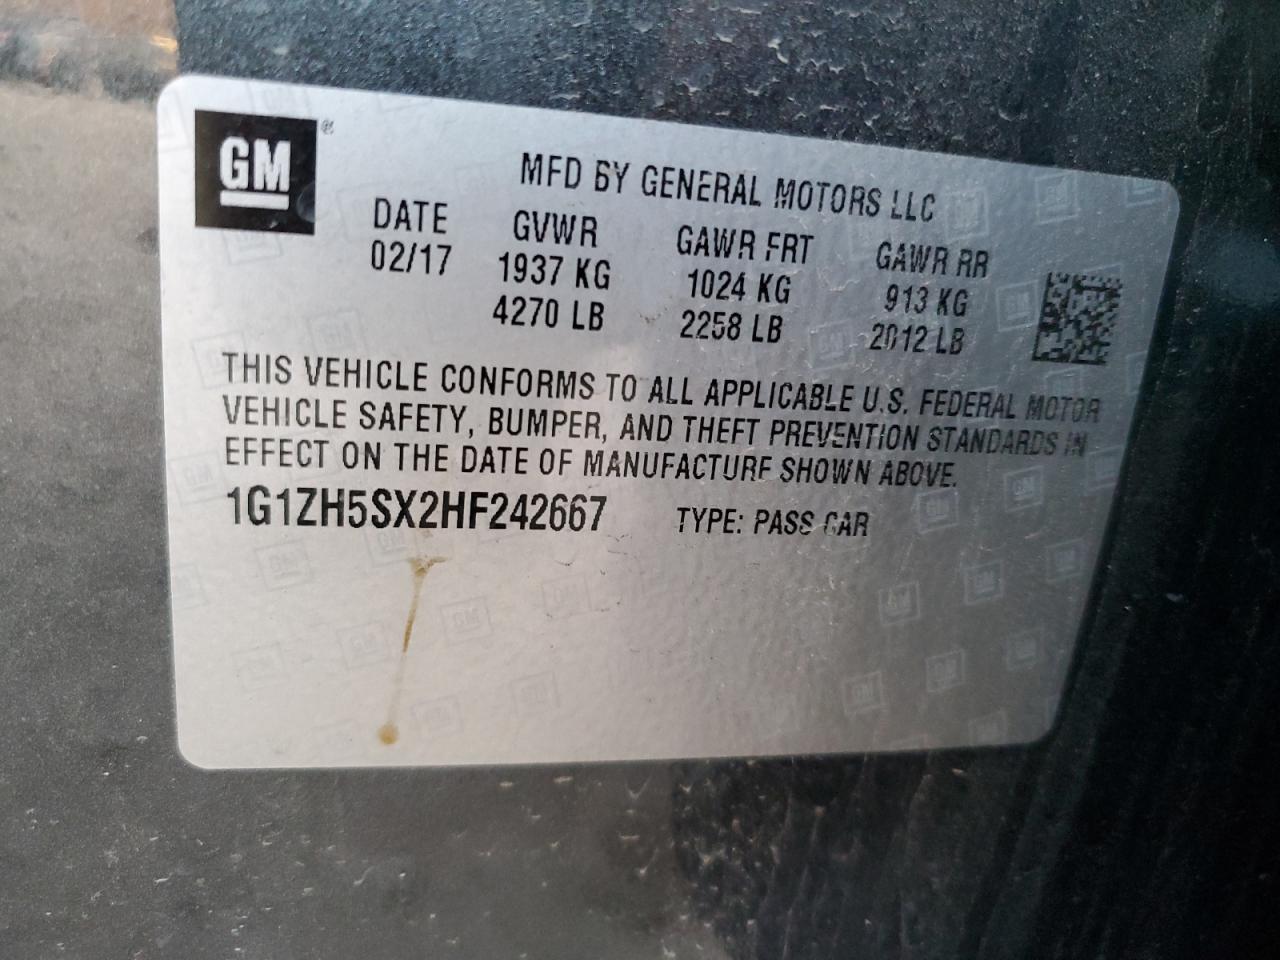 GM ®
MFD BY GENERAL MOTORS LLC
DATE GVWR GAWR FRT GAWR RR
02/17 1937 KG 1024 KG 913 KG
4270 LB 2258 LB 2012 LB
THIS VEHICLE CONFORMS TO ALL APPLICABLE U.S. FEDERAL MOTOR
VEHICLE SAFETY, BUMPER, AND THEFT PREVENTION STANDARDS IN
EFFECT ON THE DATE OF MANUFACTURE SHOWN ABOVE.
1G1ZH5SX2HF242667 TYPE: PASS CAR